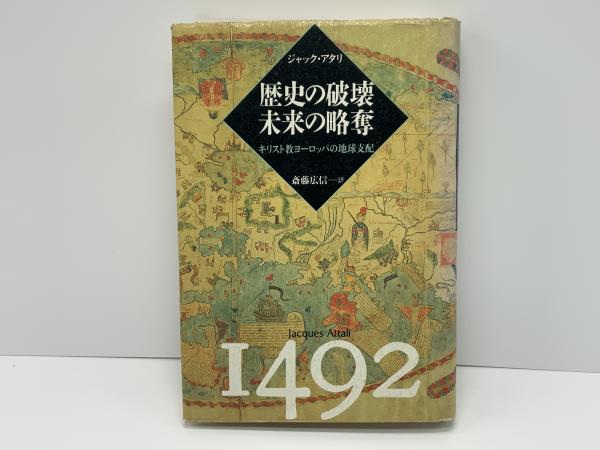 ジャック・アタリ
歴史の破壊
未来の略奪
キリスト教ヨーロッパの地球支配
斎藤広信─訳
Jacques Attali
1492